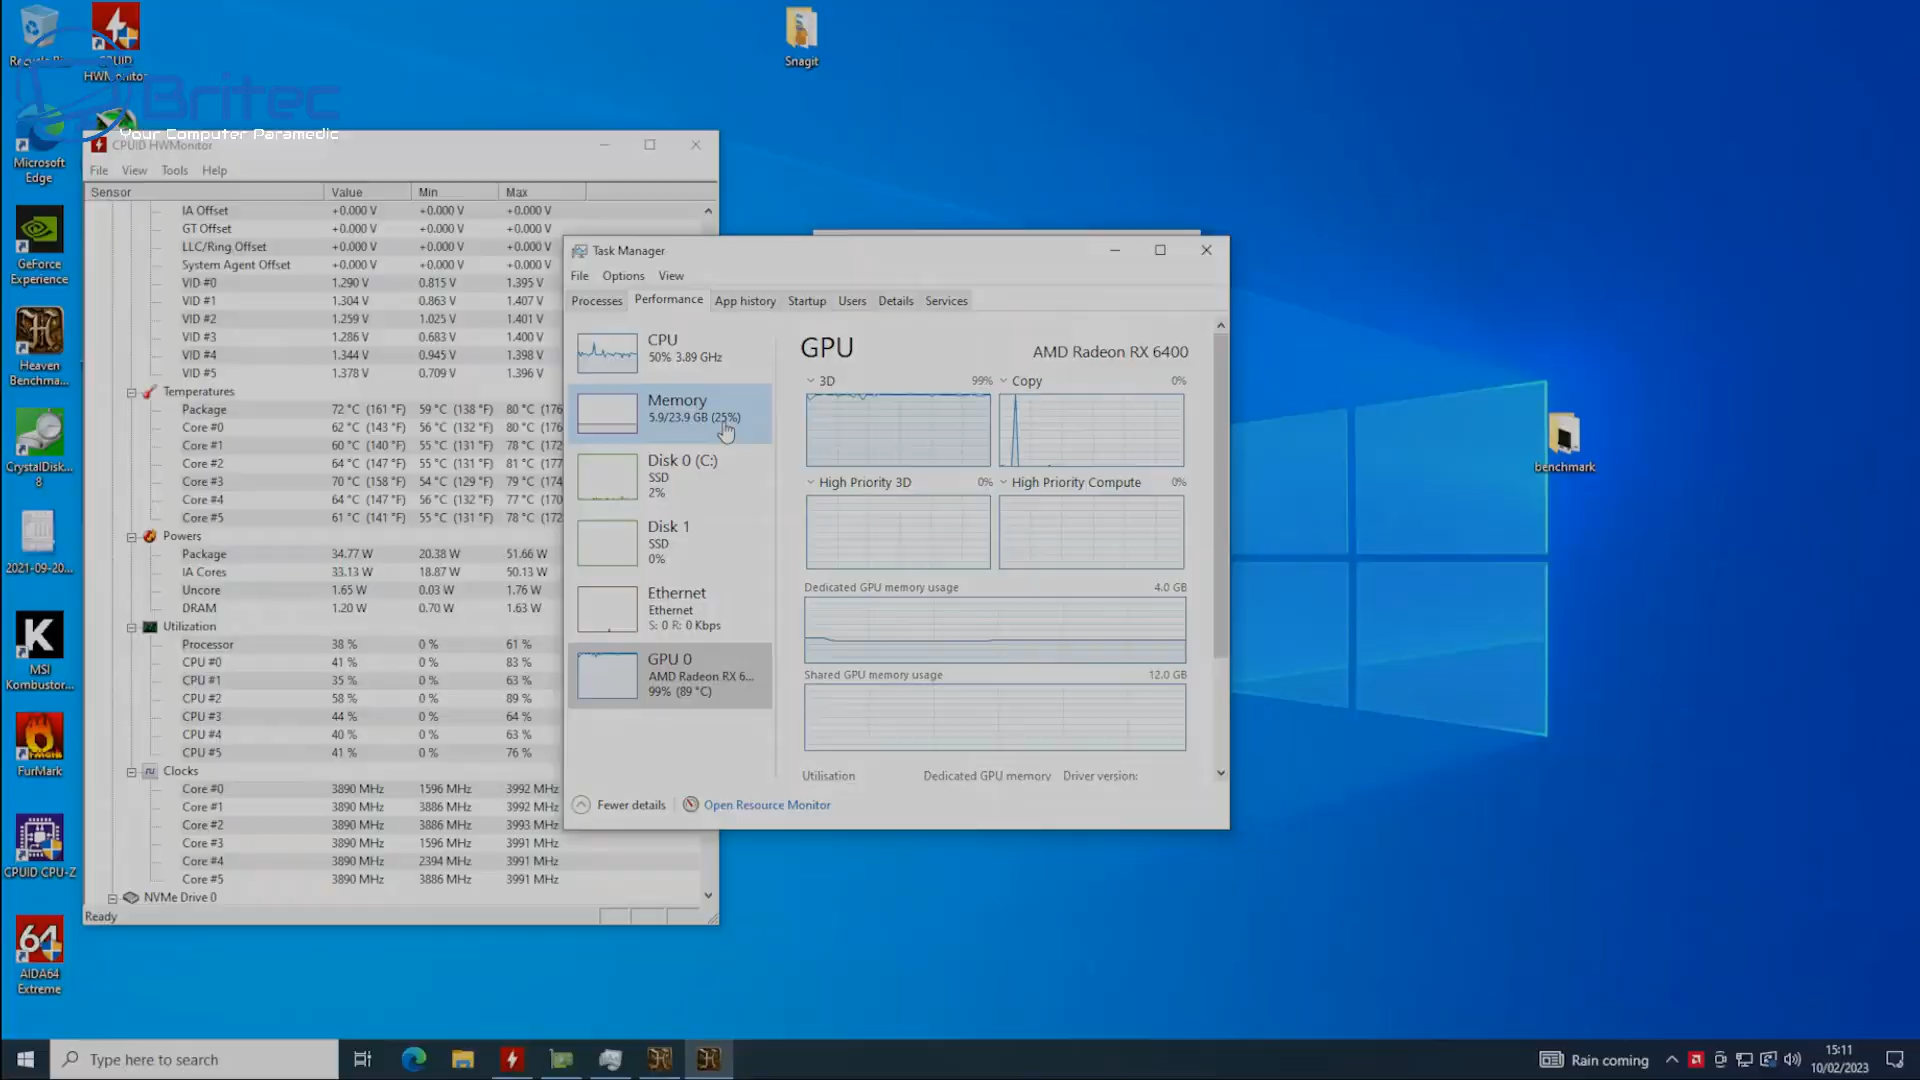 Recycle Bin
CPUID
HWMonitor
Snagit
Britec
Your Computer Paramedic
Microsoft
Edge
GeForce
Experience
Heaven
Benchma...
CrystalDisk...
8
2021-09-20...
MSI
Kombustor...
FurMark
CPUID CPU-Z
64
AIDA64
Extreme
benchmark
CPUID HWMonitor
File View Tools Help
Sensor Value Min Max
IA Offset +0.000 V +0.000 V +0.000 V
GT Offset +0.000 V +0.000 V +0.000 V
LLC/Ring Offset +0.000 V +0.000 V +0.000 V
System Agent Offset +0.000 V +0.000 V +0.000 V
VID #0 1.290 V 0.815 V 1.395 V
VID #1 1.304 V 0.863 V 1.407 V
VID #2 1.259 V 1.025 V 1.401 V
VID #3 1.286 V 0.683 V 1.400 V
VID #4 1.344 V 0.945 V 1.398 V
VID #5 1.378 V 0.709 V 1.396 V
Temperatures
Package 72 °C (161 °F) 59 °C (138 °F) 80 °C (176
Core #0 62 °C (143 °F) 56 °C (132 °F) 80 °C (176
Core #1 60 °C (140 °F) 55 °C (131 °F) 78 °C (172
Core #2 64 °C (147 °F) 55 °C (131 °F) 81 °C (177
Core #3 70 °C (158 °F) 54 °C (129 °F) 79 °C (174
Core #4 64 °C (147 °F) 56 °C (132 °F) 77 °C (170
Core #5 61 °C (141 °F) 55 °C (131 °F) 78 °C (172
Powers
Package 34.77 W 20.38 W 51.66 W
IA Cores 33.13 W 18.87 W 50.13 W
Uncore 1.65 W 0.03 W 1.76 W
DRAM 1.20 W 0.70 W 1.63 W
Utilization
Processor 38 % 0 % 61 %
CPU #0 41 % 0 % 83 %
CPU #1 35 % 0 % 63 %
CPU #2 58 % 0 % 89 %
CPU #3 44 % 0 % 64 %
CPU #4 40 % 0 % 63 %
CPU #5 41 % 0 % 76 %
Clocks
Core #0 3890 MHz 1596 MHz 3992 MHz
Core #1 3890 MHz 3886 MHz 3992 MHz
Core #2 3890 MHz 3886 MHz 3993 MHz
Core #3 3890 MHz 1596 MHz 3991 MHz
Core #4 3890 MHz 2394 MHz 3991 MHz
Core #5 3890 MHz 3886 MHz 3991 MHz
NVMe Drive 0
Ready
Task Manager
File Options View
Processes Performance App history Startup Users Details Services
CPU
50% 3.89 GHz
Memory
5.9/23.9 GB (25%)
Disk 0 (C:)
SSD
2%
Disk 1
SSD
0%
Ethernet
Ethernet
S: 0 R: 0 Kbps
GPU 0
AMD Radeon RX 6...
99% (89 °C)
GPU AMD Radeon RX 6400
3D 99% Copy 0%
High Priority 3D 0% High Priority Compute 0%
Dedicated GPU memory usage 4.0 GB
Shared GPU memory usage 12.0 GB
Utilisation Dedicated GPU memory Driver version:
Fewer details Open Resource Monitor
Type here to search
Rain coming
15:11
10/02/2023